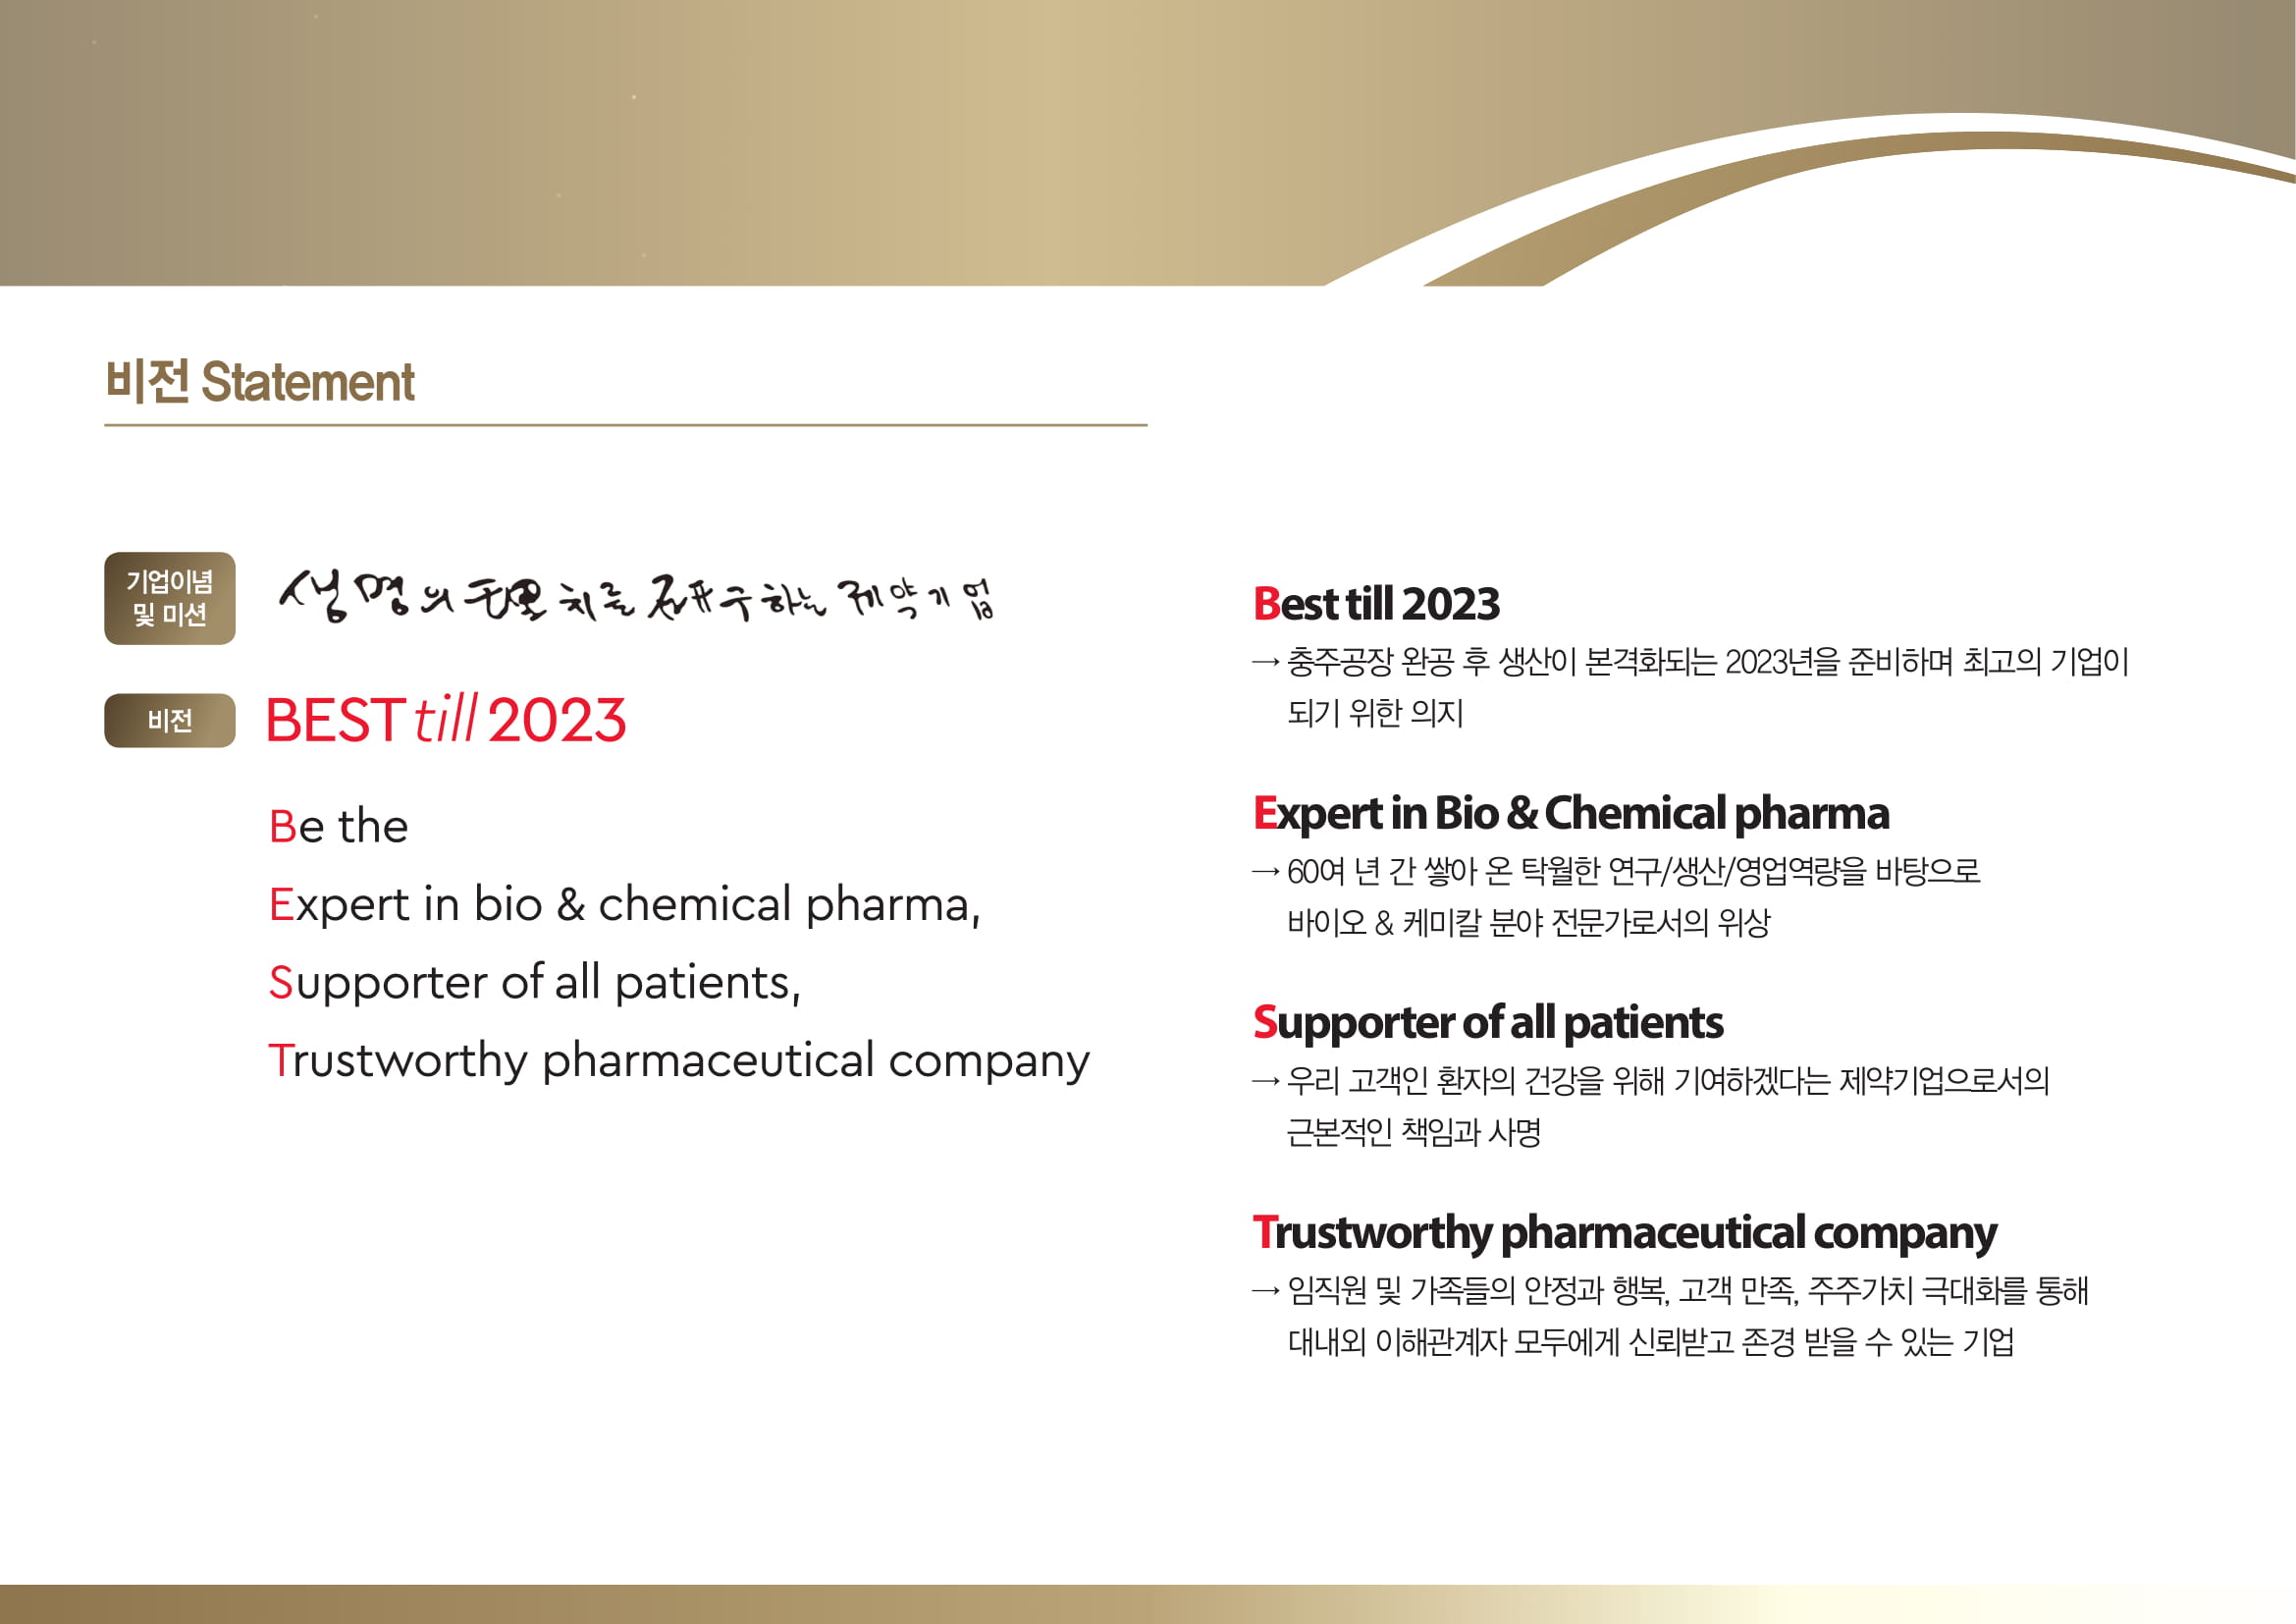 비전 Statement
기업이념
및 미션
생명의 理치를 硏구하는 제약기업
비전
BEST till 2023
Be the
Expert in bio & chemical pharma,
Supporter of all patients,
Trustworthy pharmaceutical company
Best till 2023
→ 충주공장 완공 후 생산이 본격화되는 2023년을 준비하며 최고의 기업이
되기 위한 의지
Expert in Bio & Chemical pharma
→ 60여 년 간 쌓아 온 탁월한 연구/생산/영업역량을 바탕으로
바이오 & 케미칼 분야 전문가로서의 위상
Supporter of all patients
→ 우리 고객인 환자의 건강을 위해 기여하겠다는 제약기업으로서의
근본적인 책임과 사명
Trustworthy pharmaceutical company
→ 임직원 및 가족들의 안정과 행복, 고객 만족, 주주가치 극대화를 통해
대내외 이해관계자 모두에게 신뢰받고 존경 받을 수 있는 기업